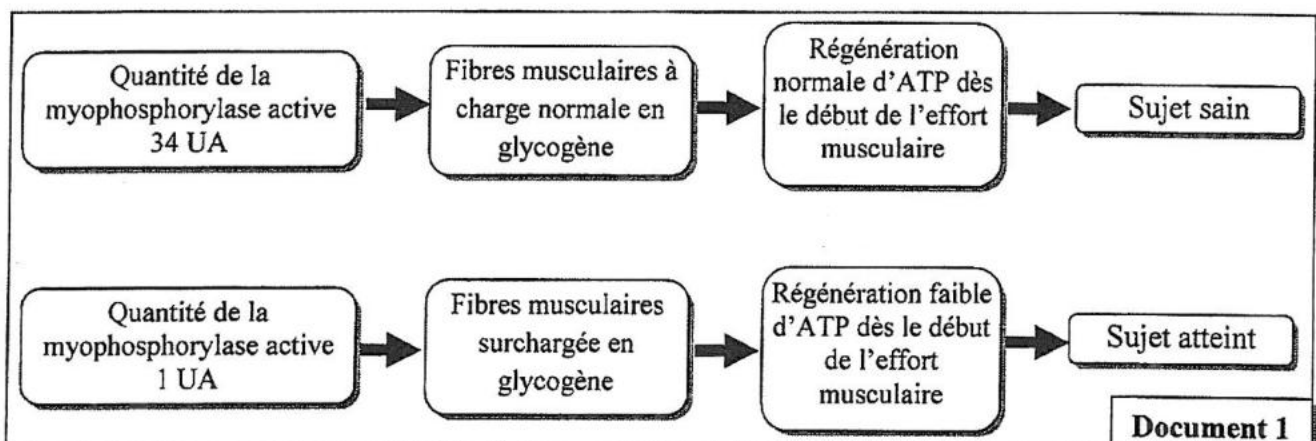 Quantité de la
myophosphorylase active
34 UA
Fibres musculaires à
charge normale en
glycogène
Régénération
normale d'ATP dès
le début de l'effort
musculaire
Sujet sain
Quantité de la
myophosphorylase active
1 UA
Fibres musculaires
surchargée en
glycogène
Régénération faible
d'ATP dès le début
de l'effort
musculaire
Sujet atteint
Document 1